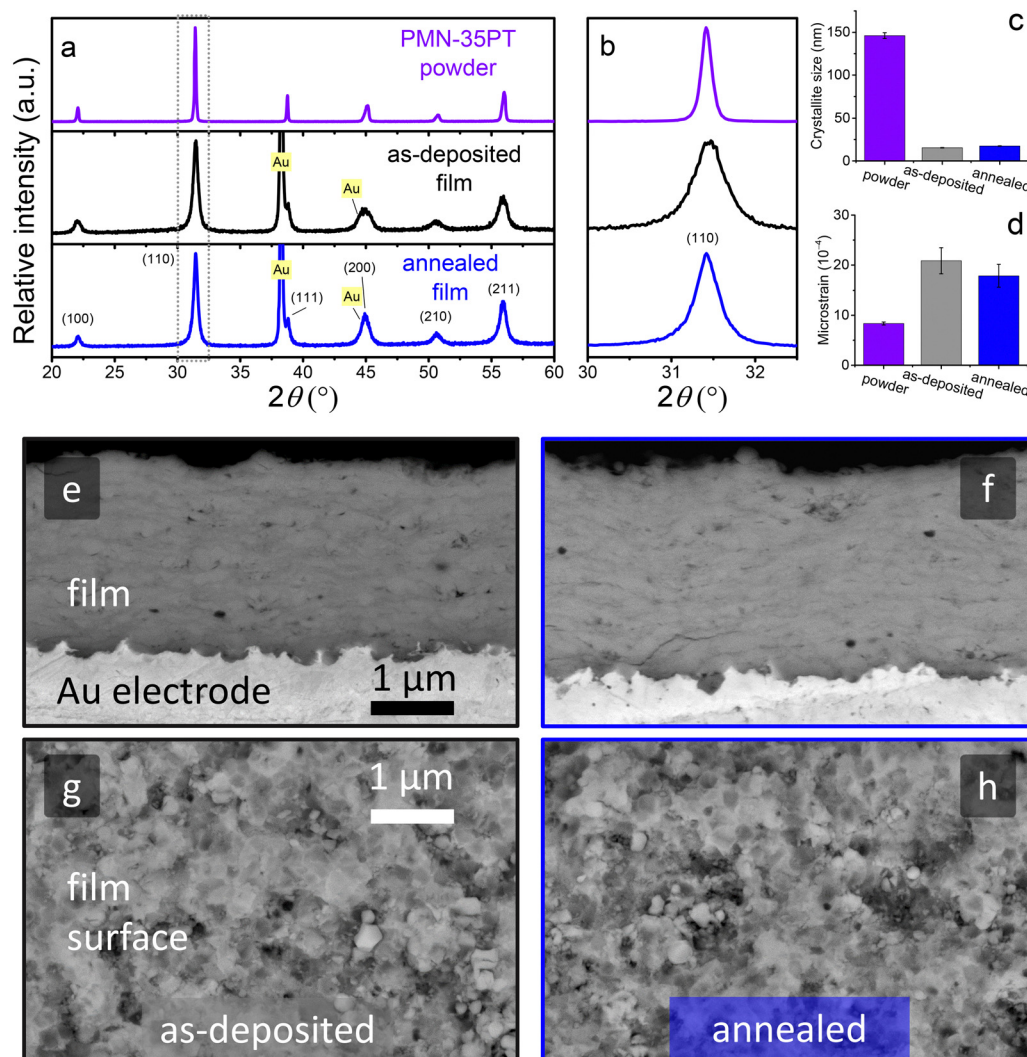 a
PMN-35PT
powder
as-deposited
film
annealed
film
Au
Au
Au
Au
(100)
(110)
(111)
(200)
(210)
(211)
Relative intensity (a.u.)
20 25 30 35 40 45 50 55 60
2θ (°)
b
(110)
30 31 32
2θ (°)
c
Crystallite size (nm)
150
100
50
0
powder
as-deposited
annealed
d
Microstrain (10⁻⁴)
30
20
10
0
powder
as-deposited
annealed
e
film
Au electrode
1 µm
f
g
1 µm
film
surface
as-deposited
h
annealed